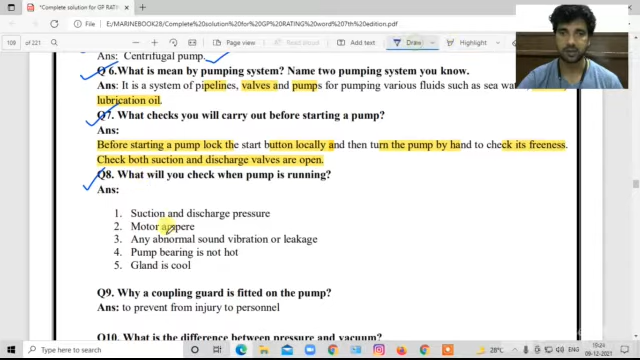 *Complete solution for GP RATIN
E:/MARINEBOOK28/Complete%20solution%20for%20GP%20RATING%20word%207th%20edition.pdf
109 of 221
Page view
Draw
Highlight
Ans: Centrifugal pump.
Q 6.What is mean by pumping system? Name two pumping system you know.
Ans: It is a system of pipelines, valves and pumps for pumping various fluids such as sea wat
lubrication oil.
Q7. What checks you will carry out before starting a pump?
Ans:
Before starting a pump lock the start button locally and then turn the pump by hand to check its freeness.
Check both suction and discharge valves are open.
Q8. What will you check when pump is running?
Ans:
1. Suction and discharge pressure
2. Motor ampere
3. Any abnormal sound vibration or leakage
4. Pump bearing is not hot
5. Gland is cool
Q9. Why a coupling guard is fitted on the pump?
Ans: to prevent from injury to personnel
Q10. What is the difference between pressure and vacuum?
Type here to search
28°C
ENG
09-12-2021